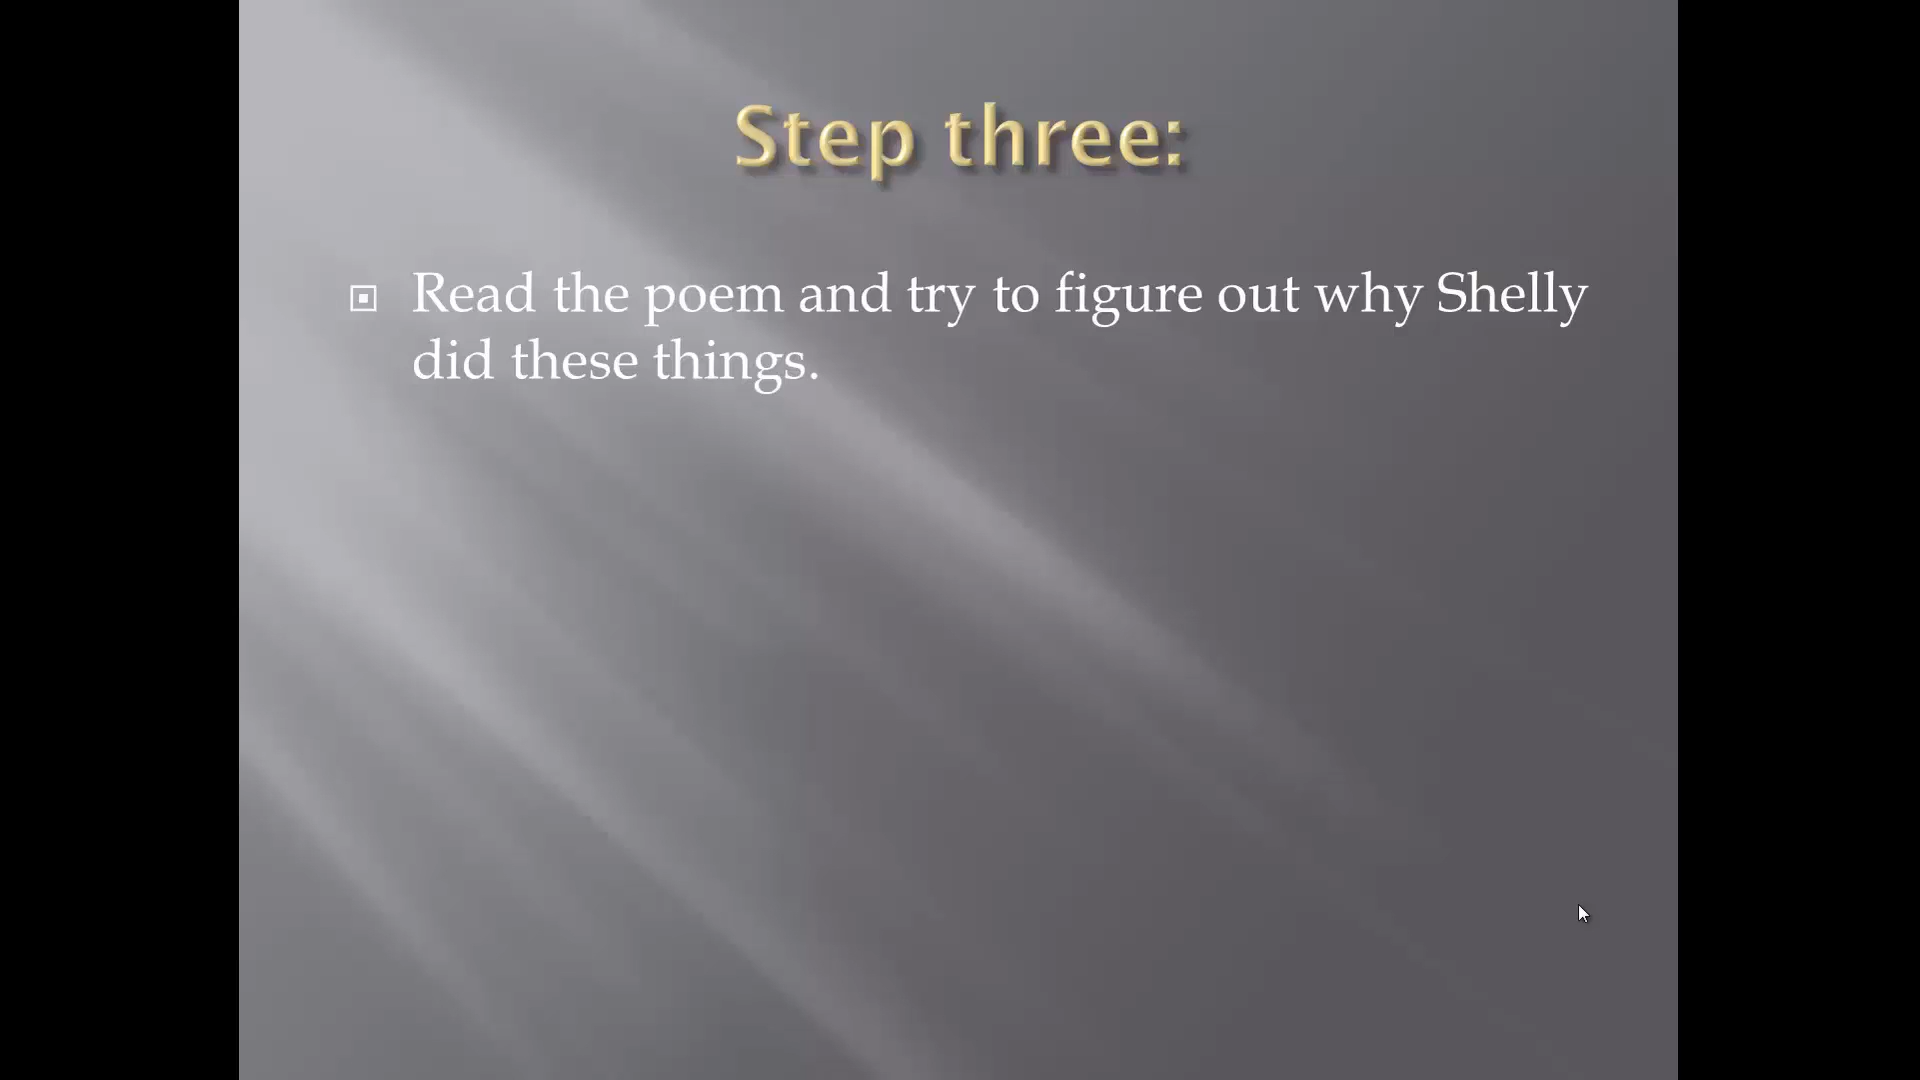 Step three:
Read the poem and try to figure out why Shelly
did these things.